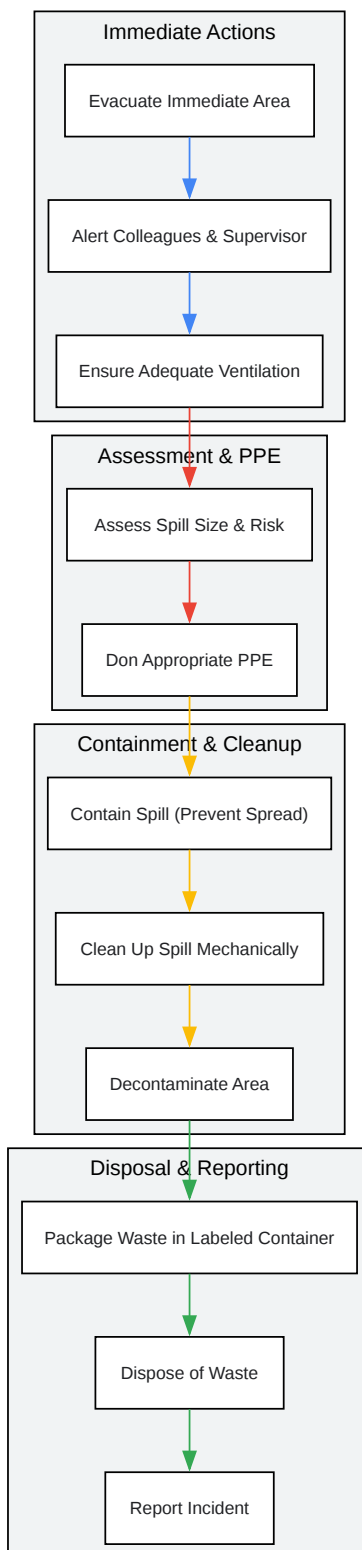 Immediate Actions
Evacuate Immediate Area
Alert Colleagues & Supervisor
Ensure Adequate Ventilation
Assessment & PPE
Assess Spill Size & Risk
Don Appropriate PPE
Containment & Cleanup
Contain Spill (Prevent Spread)
Clean Up Spill Mechanically
Decontaminate Area
Disposal & Reporting
Package Waste in Labeled Container
Dispose of Waste
Report Incident